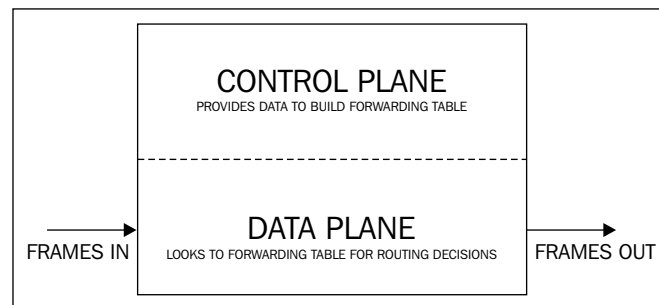 CONTROL PLANE
PROVIDES DATA TO BUILD FORWARDING TABLE
DATA PLANE
LOOKS TO FORWARDING TABLE FOR ROUTING DECISIONS
FRAMES IN
FRAMES OUT